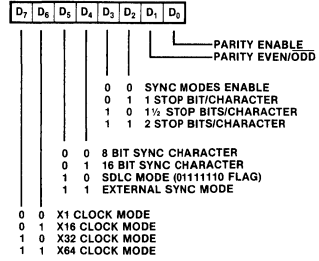 D7 D6 D5 D4 D3 D2 D1 D0
PARITY ENABLE
PARITY EVEN/ODD
0 0 SYNC MODES ENABLE
0 1 1 STOP BIT/CHARACTER
1 0 1½ STOP BITS/CHARACTER
1 1 2 STOP BITS/CHARACTER
0 0 8 BIT SYNC CHARACTER
0 1 16 BIT SYNC CHARACTER
1 0 SDLC MODE (01111110 FLAG)
1 1 EXTERNAL SYNC MODE
0 0 X1 CLOCK MODE
0 1 X16 CLOCK MODE
1 0 X32 CLOCK MODE
1 1 X64 CLOCK MODE